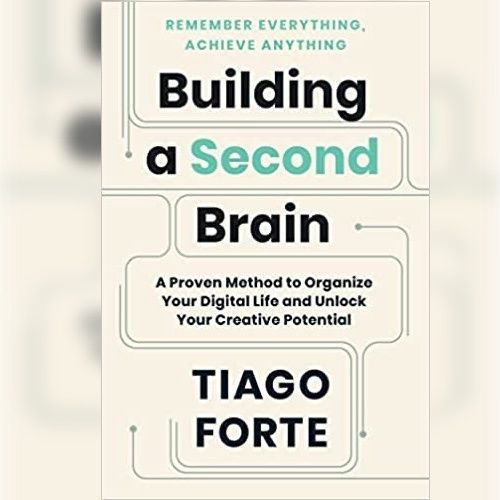 REMEMBER EVERYTHING,
ACHIEVE ANYTHING
Building
a Second
Brain
A Proven Method to Organize
Your Digital Life and Unlock
Your Creative Potential
TIAGO
FORTE